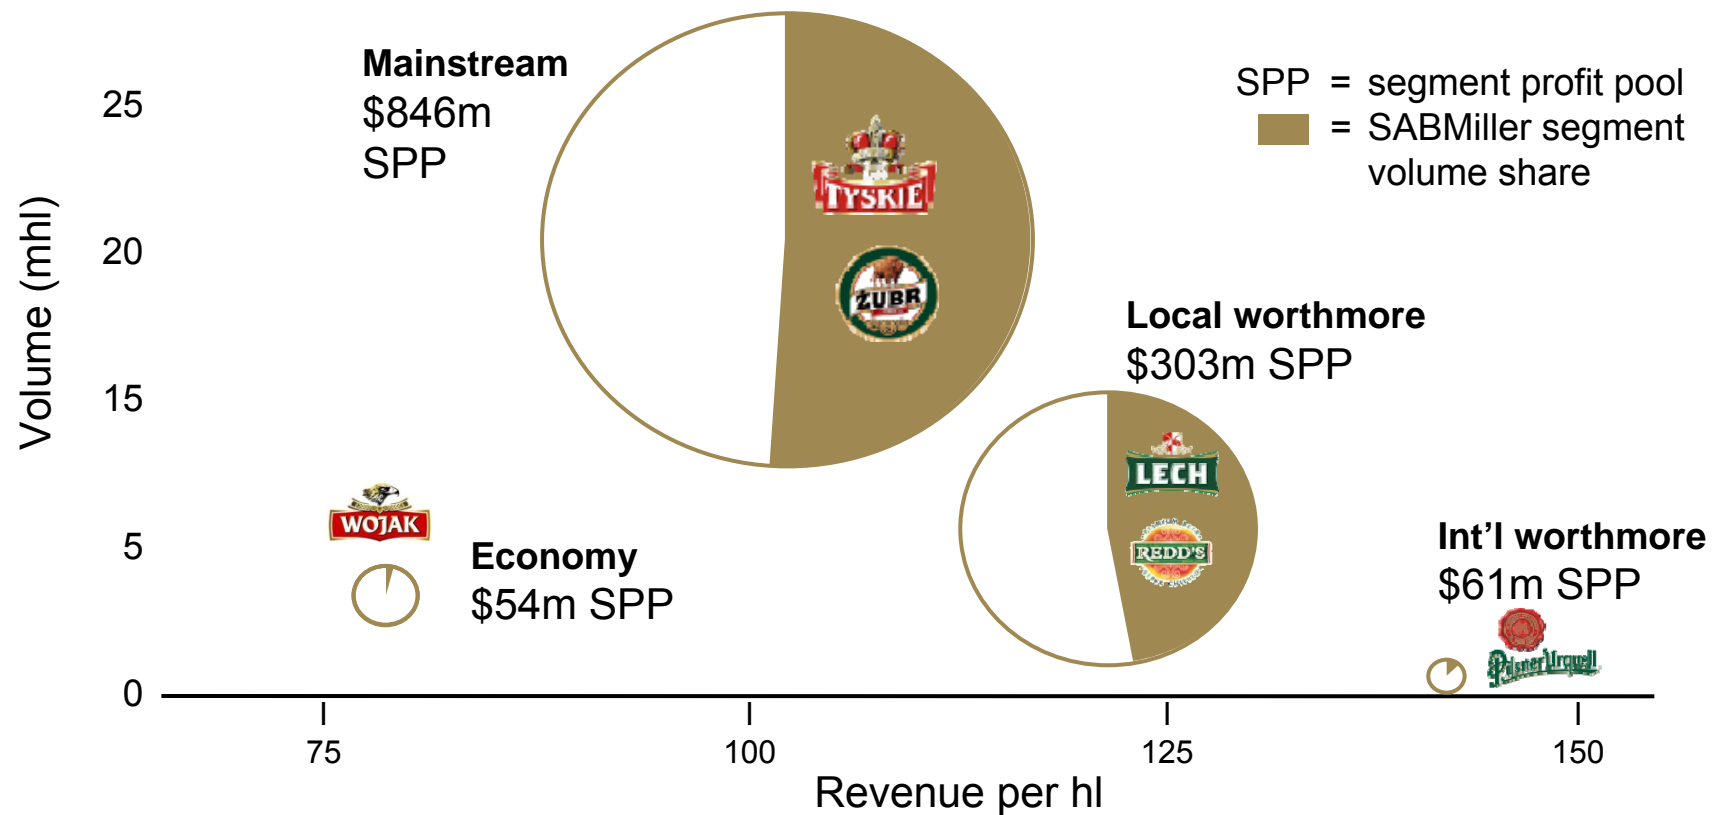 Mainstream
$846m
SPP
SPP = segment profit pool
= SABMiller segment
volume share
25
20
15
5
0
Volume (mhl)
TYSKIE
ŻUBR
Local worthmore
$303m SPP
LECH
REDD'S
WOJAK
Economy
$54m SPP
Int'l worthmore
$61m SPP
Pilsner Urquell
75
100
125
150
Revenue per hl